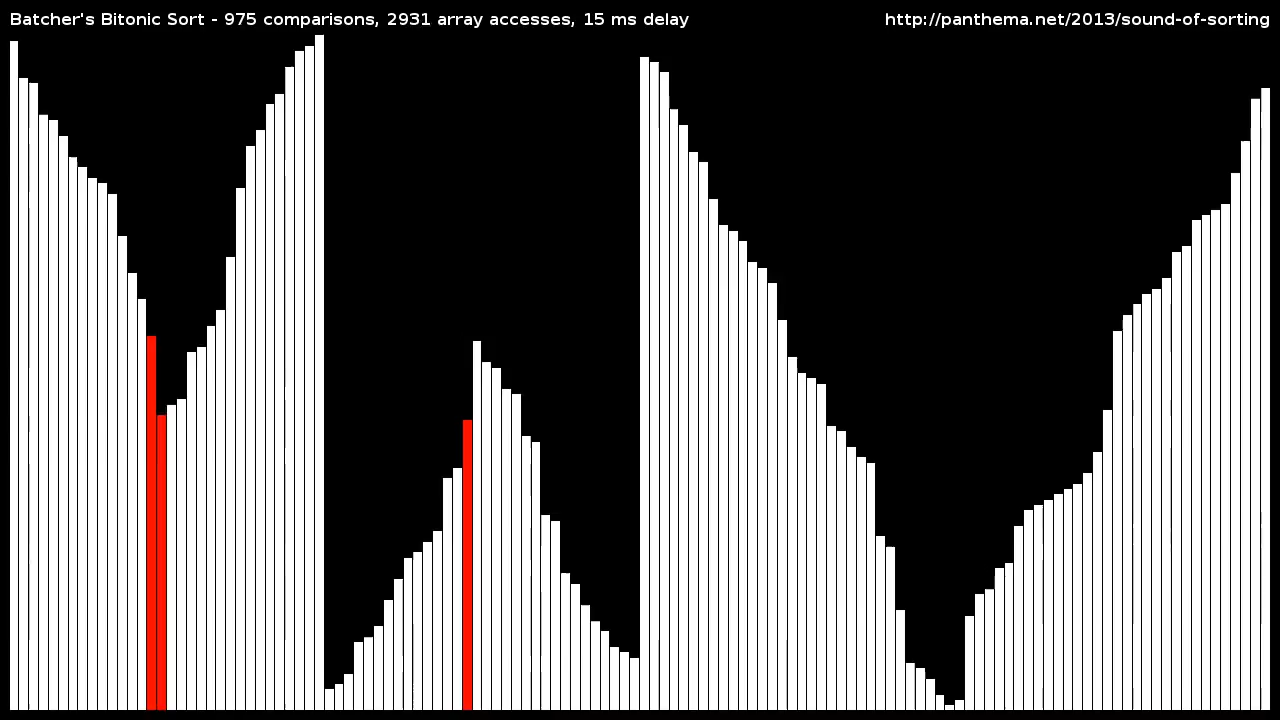 Batcher's Bitonic Sort - 975 comparisons, 2931 array accesses, 15 ms delay
http://panthema.net/2013/sound-of-sorting